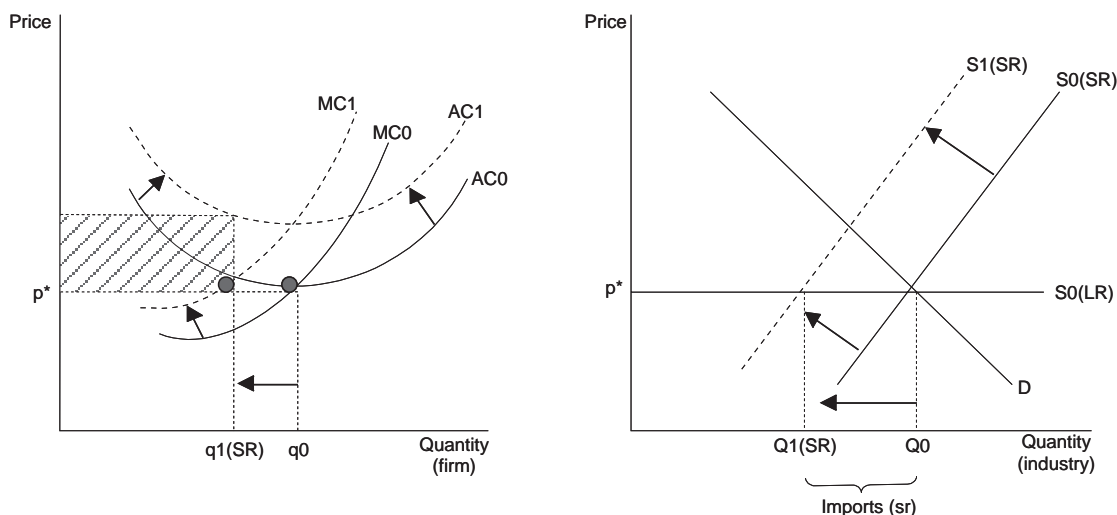 Price
MC1
AC1
MC0
AC0
p*
q1(SR)
q0
Quantity
(firm)
Price
S1(SR)
S0(SR)
p*
S0(LR)
D
Q1(SR)
Q0
Quantity
(industry)
Imports (sr)